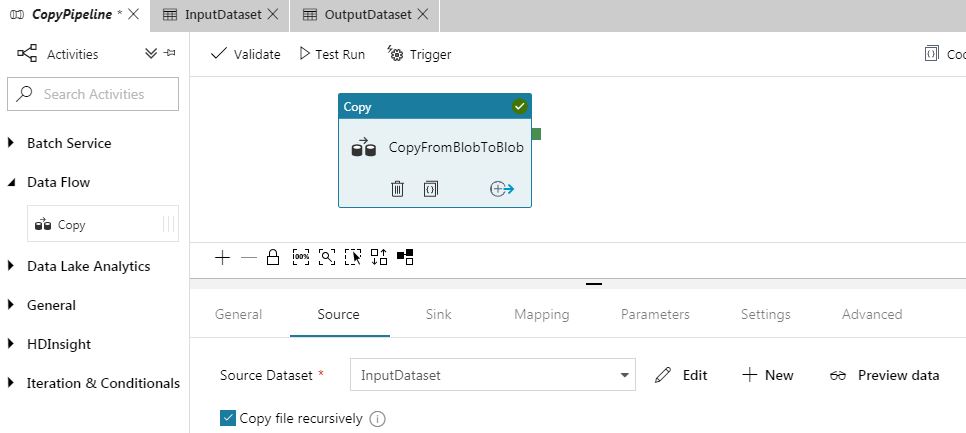 CopyPipeline * InputDataset OutputDataset
Activities Validate Test Run Trigger
Search Activities
Copy
Batch Service
CopyFromBlobToBlob
Data Flow
Copy
Data Lake Analytics 100%
General
General Source Sink Mapping Parameters Settings Advanced
HDInsight
Source Dataset * InputDataset Edit New Preview data
Iteration & Conditionals
Copy file recursively